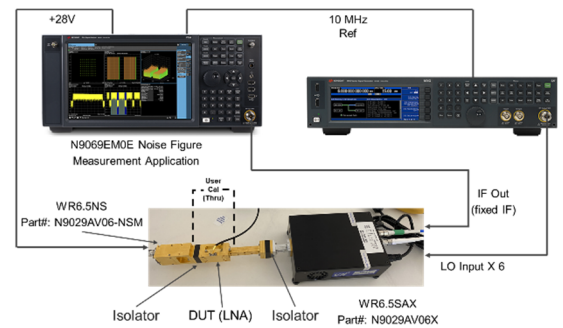 +28V
10 MHz
Ref
N9069EM0E Noise Figure
Measurement Application
User
Cal
(Thru)
WR6.5NS
Part#: N9029AV06-NSM
IF Out
(fixed IF)
LO Input X 6
Isolator
DUT (LNA)
Isolator
WR6.5SAX
Part#: N9029AV06X